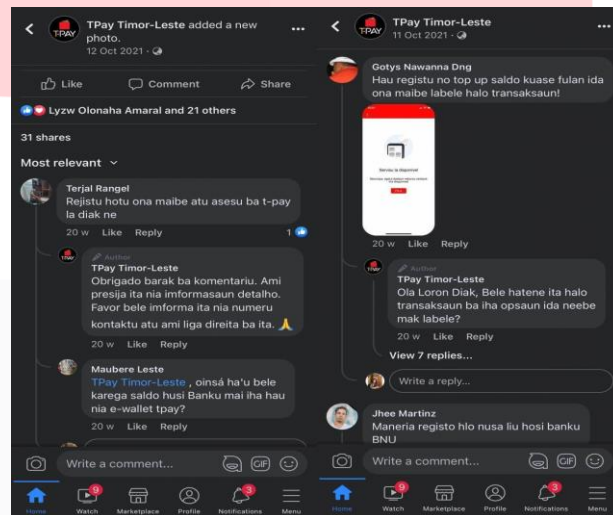 TPay Timor-Leste added a new
photo.
12 Oct 2021
Like
Comment
Share
Lyzw Olonaha Amaral and 21 others
31 shares
Most relevant
Terjal Rangel
Rejistu hotu ona maibe atu asesu ba t-pay
la diak ne
20 w Like Reply
1
Author
TPay Timor-Leste
Obrigado barak ba komentariu. Ami
presija ita nia imformasaun detalho.
Favor bele imforma ita nia numeru
kontaktu atu ami liga direita ba ita.
20 w Like Reply
Maubere Leste
TPay Timor-Leste , oinsá ha'u bele
karega saldo husi Banku mai iha hau
nia e-wallet tpay?
20 w Like Reply
Write a comment...
GIF
9
3
Home Watch Marketplace Profile Notifications Menu
TPay Timor-Leste
11 Oct 2021
Gotys Nawanna Dng
Hau registu no top up saldo kuase fulan ida
ona maibe labele halo transaksaun!
20 w Like Reply
Author
TPay Timor-Leste
Ola Loron Diak, Bele hatene ita halo
transaksaun ba iha opsaun ida neebe
mak labele?
20 w Like Reply
View 7 replies...
Write a reply...
Jhee Martinz
Maneria registo hlo nusa liu hosi banku
BNU
Write a comment...
GIF
9
3
Home Watch Marketplace Profile Notifications Menu